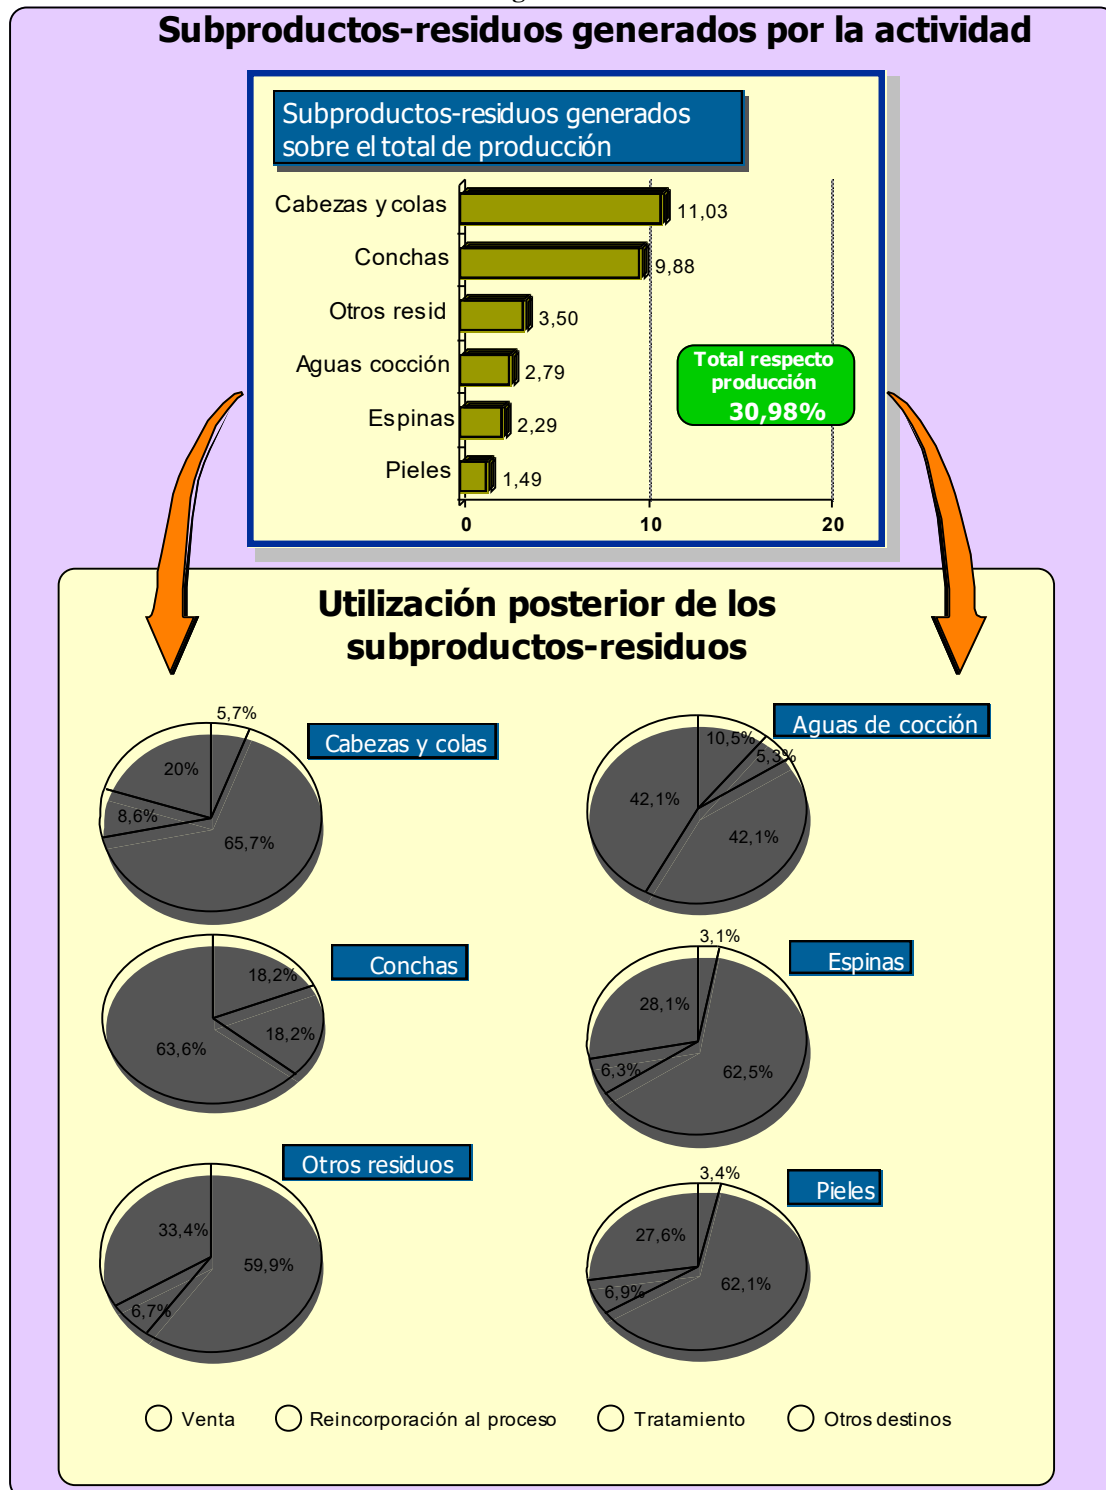 Subproductos-residuos generados por la actividad
Subproductos-residuos generados
sobre el total de producción
Cabezas y colas
11,03
Conchas
9,88
Otros resid
3,50
Aguas cocción
2,79
Espinas
2,29
Pieles
1,49
Total respecto
producción
30,98%
0
10
20
Utilización posterior de los
subproductos-residuos
Cabezas y colas
5,7%
20%
8,6%
65,7%
Aguas de cocción
10,5%
5,3%
42,1%
42,1%
Conchas
18,2%
18,2%
63,6%
Espinas
3,1%
28,1%
6,3%
62,5%
Otros residuos
33,4%
59,9%
6,7%
Pieles
3,4%
27,6%
6,9%
62,1%
Venta
Reincorporación al proceso
Tratamiento
Otros destinos